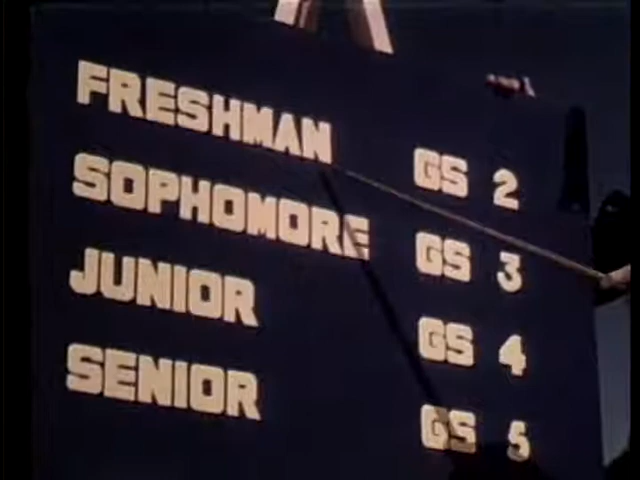 FRESHMAN GS 2
SOPHOMORE GS 3
JUNIOR GS 4
SENIOR GS 5